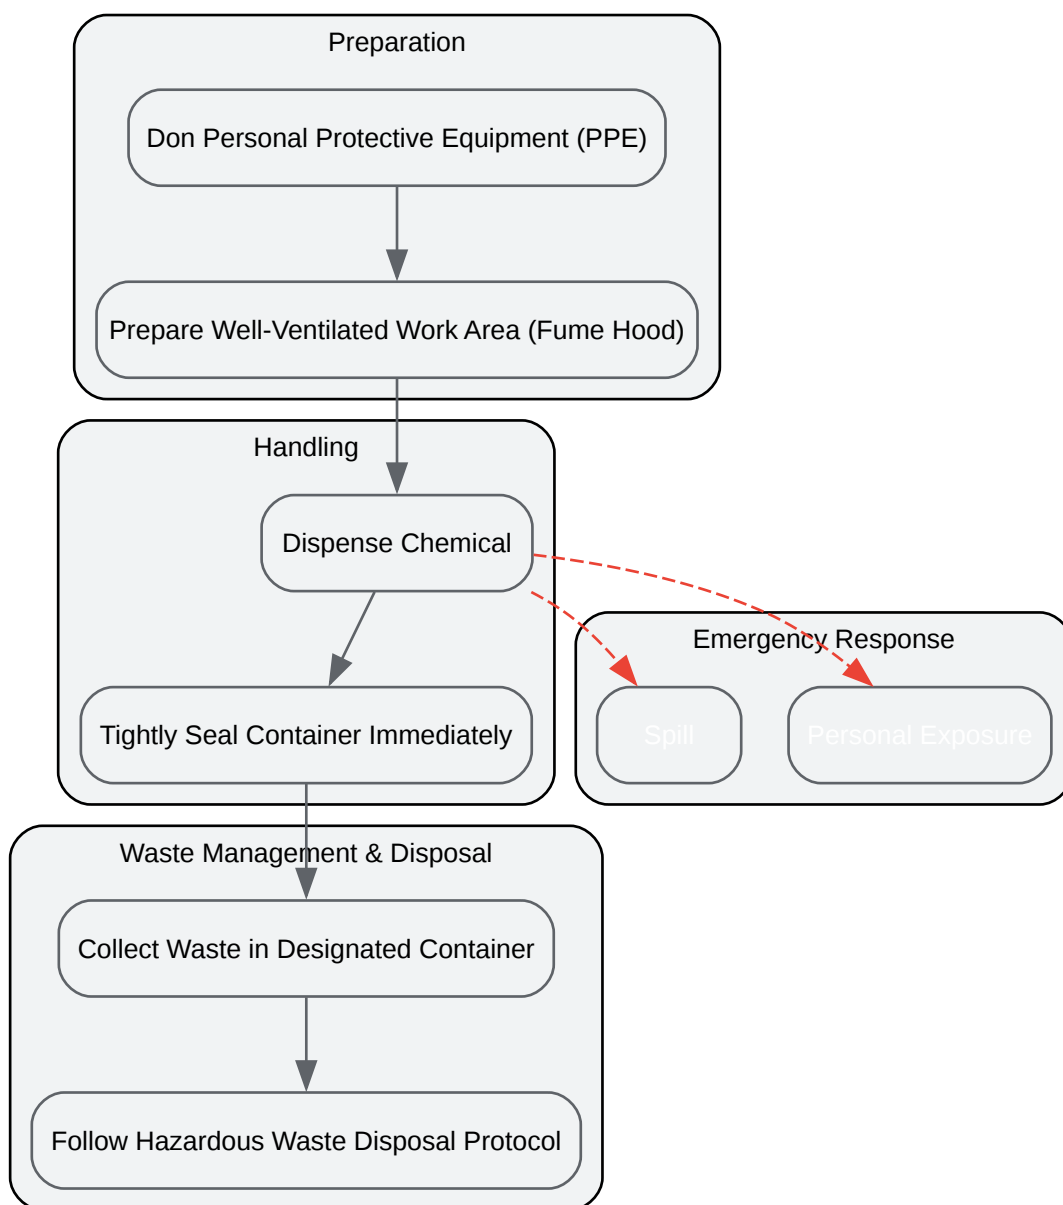 Preparation
Don Personal Protective Equipment (PPE)
Prepare Well-Ventilated Work Area (Fume Hood)
Handling
Dispense Chemical
Tightly Seal Container Immediately
Emergency Response
Spill
Personal Exposure
Waste Management & Disposal
Collect Waste in Designated Container
Follow Hazardous Waste Disposal Protocol